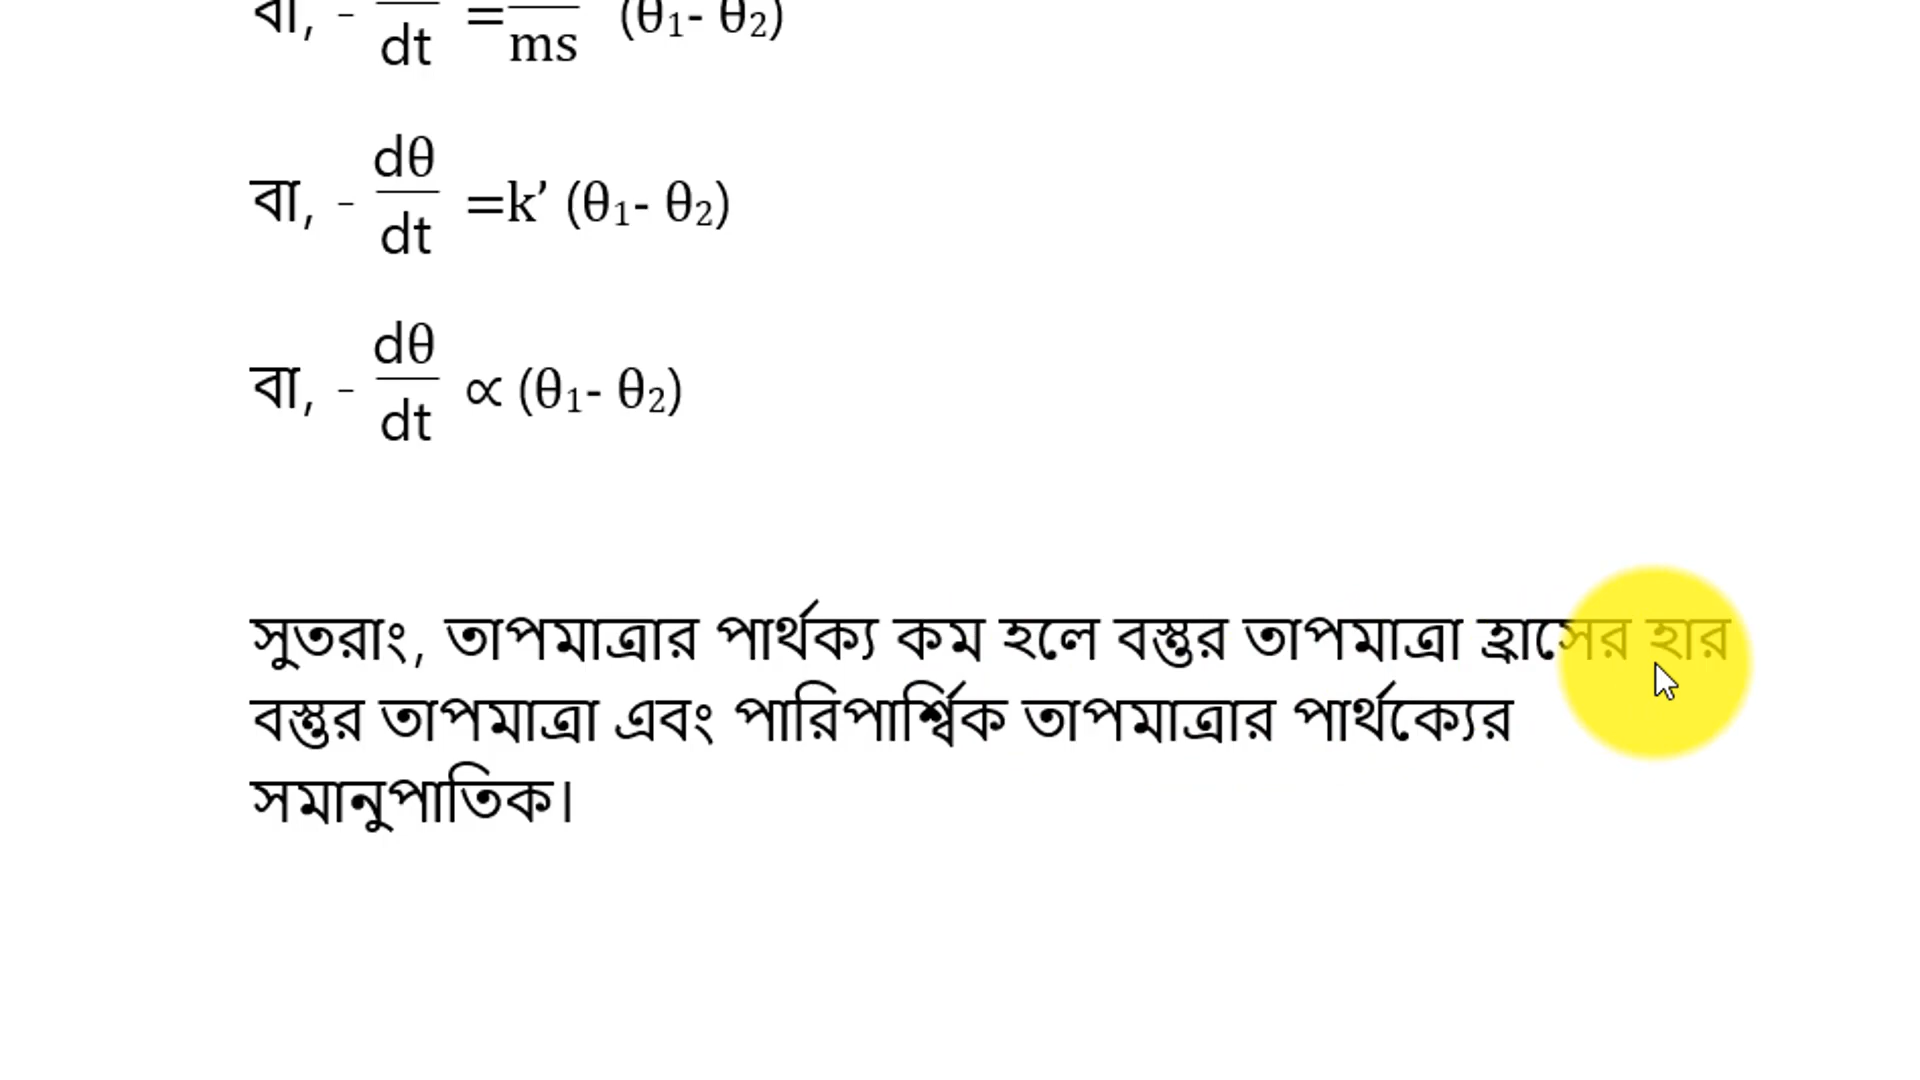 বা, - dt = ms (θ₁- θ₂)
বা, - dθ/dt =k’ (θ₁- θ₂)
বা, - dθ/dt ∝ (θ₁- θ₂)
সুতরাং, তাপমাত্রার পার্থক্য কম হলে বস্তুর তাপমাত্রা হ্রাসের হার
বস্তুর তাপমাত্রা এবং পারিপার্শ্বিক তাপমাত্রার পার্থক্যের
সমানুপাতিক।